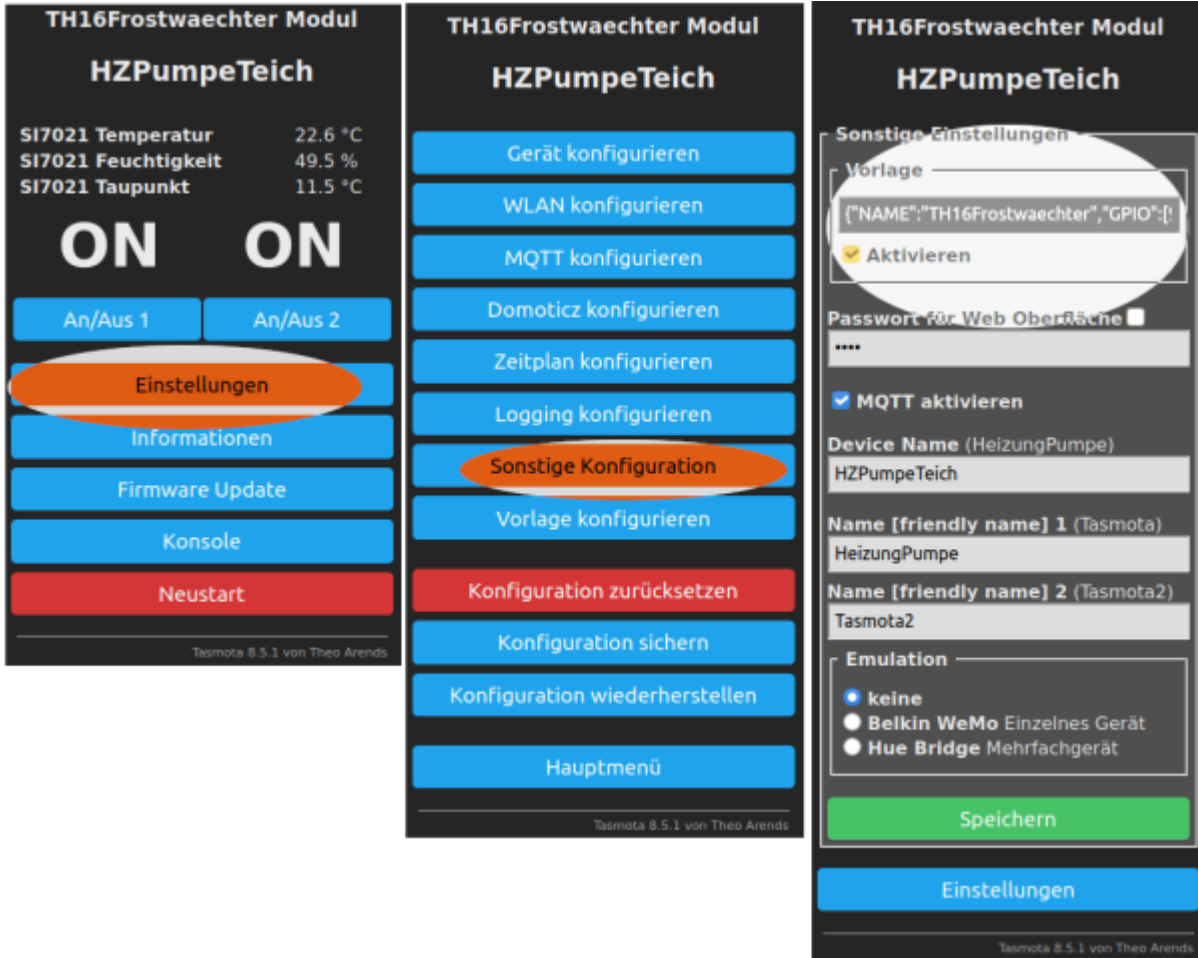 TH16Frostwaechter Modul
HZPumpeTeich
SI7021 Temperatur 22.6 °C
SI7021 Feuchtigkeit 49.5 %
SI7021 Taupunkt 11.5 °C
ON ON
An/Aus 1 An/Aus 2
Einstellungen
Informationen
Firmware Update
Konsole
Neustart
Tasmota 8.5.1 von Theo Arends
TH16Frostwaechter Modul
HZPumpeTeich
Gerät konfigurieren
WLAN konfigurieren
MQTT konfigurieren
Domoticz konfigurieren
Zeitplan konfigurieren
Logging konfigurieren
Sonstige Konfiguration
Vorlage konfigurieren
Konfiguration zurücksetzen
Konfiguration sichern
Konfiguration wiederherstellen
Hauptmenü
Tasmota 8.5.1 von Theo Arends
TH16Frostwaechter Modul
HZPumpeTeich
Sonstige Einstellungen
Vorlage
{"NAME":"TH16Frostwaechter","GPIO":[
Aktivieren
Passwort für Web Oberfläche
••••
MQTT aktivieren
Device Name (HeizungPumpe)
HZPumpeTeich
Name [friendly name] 1 (Tasmota)
HeizungPumpe
Name [friendly name] 2 (Tasmota2)
Tasmota2
Emulation
keine
Belkin WeMo Einzelnes Gerät
Hue Bridge Mehrfachgerät
Speichern
Einstellungen
Tasmota 8.5.1 von Theo Arends